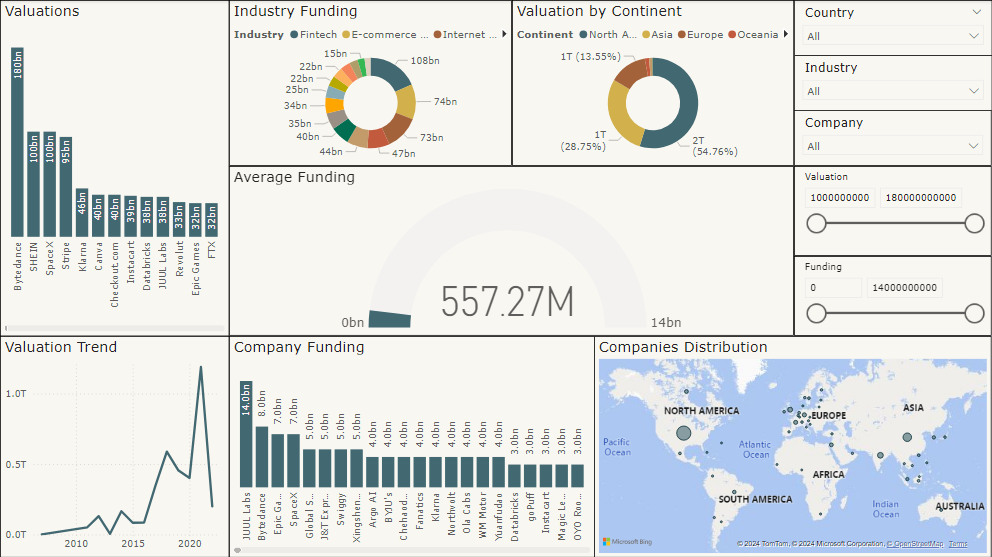 Valuations
180bn
100bn
100bn
95bn
46bn
40bn
40bn
39bn
38bn
38bn
33bn
32bn
32bn
Bytedance
SHEIN
SpaceX
Stripe
Klarna
Canva
Checkout.com
Instacart
Databricks
JUUL Labs
Revolut
Epic Games
FTX
Industry Funding
Industry Fintech E-commerce ... Internet ...
108bn
74bn
73bn
47bn
44bn
40bn
35bn
34bn
25bn
22bn
22bn
15bn
Valuation by Continent
Continent North A... Asia Europe Oceania
1T (13.55%)
1T
(28.75%)
2T
(54.76%)
Country
All
Industry
All
Company
All
Average Funding
557.27M
0bn
14bn
Valuation
1000000000 180000000000
Funding
0 14000000000
Valuation Trend
1.0T
0.5T
0.0T
2010 2015 2020
Company Funding
14.0bn
8.0bn
7.0bn
7.0bn
5.0bn
5.0bn
5.0bn
5.0bn
4.0bn
4.0bn
4.0bn
4.0bn
4.0bn
4.0bn
4.0bn
4.0bn
4.0bn
3.0bn
3.0bn
3.0bn
3.0bn
3.0bn
JUUL Labs
Bytedance
Epic Ga...
SpaceX
Global S...
J&T Expr...
Swiggy
Xingshen...
Argo AI
BYJU's
Chehaod...
Fanatics
Klarna
Northvolt
Ola Cabs
WM Motor
Yuanfudao
Databricks
goPuff
Instacart
Magic Le...
OYO Roo...
Companies Distribution
NORTH AMERICA
EUROPE
ASIA
Pacific
Ocean
Atlantic
Ocean
AFRICA
SOUTH AMERICA
Indian
Ocean
AUSTRALIA
Microsoft Bing
© 2024 TomTom, © 2024 Microsoft Corporation, © OpenStreetMap Terms